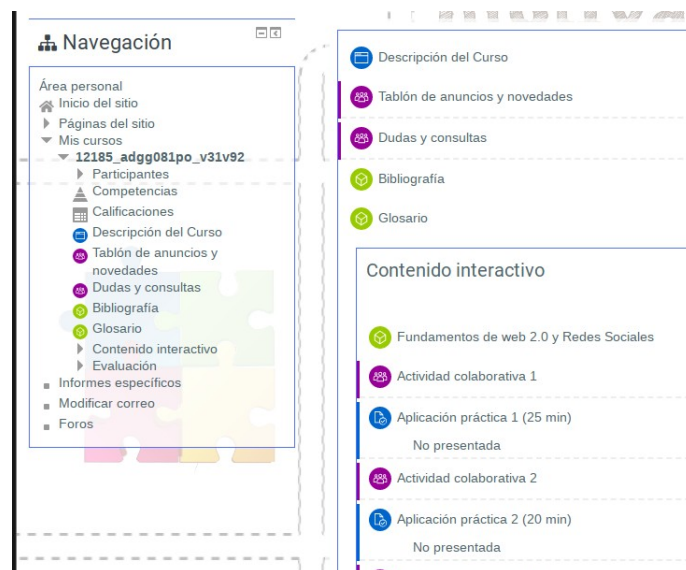 Navegación
Área personal
Inicio del sitio
Páginas del sitio
Mis cursos
12185_adgg081po_v31v92
Participantes
Competencias
Calificaciones
Descripción del Curso
Tablón de anuncios y
novedades
Dudas y consultas
Bibliografía
Glosario
Contenido interactivo
Evaluación
Informes específicos
Modificar correo
Foros
Descripción del Curso
Tablón de anuncios y novedades
Dudas y consultas
Bibliografía
Glosario
Contenido interactivo
Fundamentos de web 2.0 y Redes Sociales
Actividad colaborativa 1
Aplicación práctica 1 (25 min)
No presentada
Actividad colaborativa 2
Aplicación práctica 2 (20 min)
No presentada